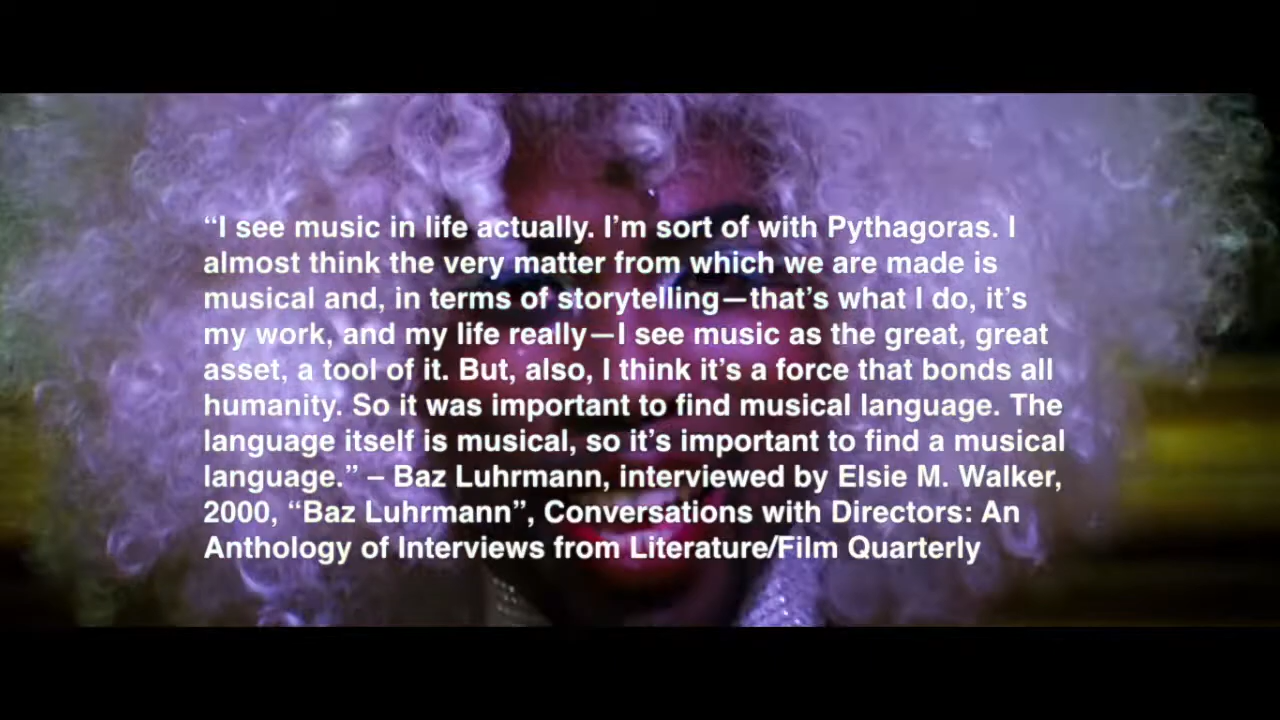 “I see music in life actually. I’m sort of with Pythagoras. I
almost think the very matter from which we are made is
musical and, in terms of storytelling—that’s what I do, it’s
my work, and my life really—I see music as the great, great
asset, a tool of it. But, also, I think it’s a force that bonds all
humanity. So it was important to find musical language. The
language itself is musical, so it’s important to find a musical
language.” – Baz Luhrmann, interviewed by Elsie M. Walker,
2000, “Baz Luhrmann”, Conversations with Directors: An
Anthology of Interviews from Literature/Film Quarterly